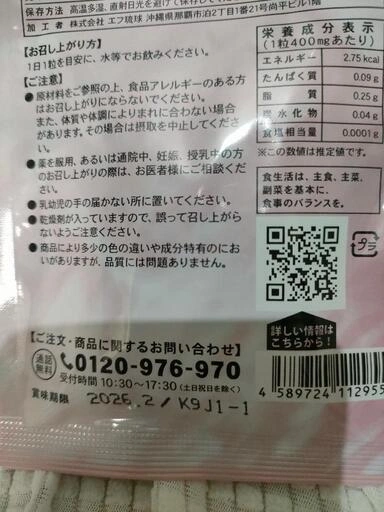 保存方法 高温多湿、直射日光を避けて保存して
加工者 株式会社 エフ琉球 沖縄県那覇市泊2丁目1番21号尚平ビル1階
【お召し上がり方】
1日1粒を目安に、水等でお飲みください。
【ご注意】
●原材料をご参照の上、食品アレルギーのある方
はお召し上がりにならないでください。
また、体質や体調によりまれに合わない場合
があります。その場合は摂取を中止してくだ
さい。
●薬を服用、あるいは通院中、妊娠、授乳中の方
のお召し上がりの際は、お医者様にご相談くだ
さい。
●乳幼児の手の届かない所に置いてください。
●乾燥剤が入っていますので、誤って召し上がら
ないようご注意ください。
●商品により多少の色の違いや成分特有のにお
いがありますが、品質には問題ありません。
【ご注文・商品に関するお問い合わせ】
通話無料 0120-976-970
受付時間 10:30〜17:30(土日祝日を除く)
賞味期限 2026.2/K9J1-1
栄養成分表示
(1粒400mgあたり)
エネルギー 2.75kcal
たんぱく質 0.09g
脂質 0.25g
炭水化物 0.04g
食塩相当量 0.0001g
※この数値は推定値です。
食生活は、主食、主菜、
副菜を基本に、
食事のバランスを。
プラ
詳しい情報は
こちらから!
4 589724 112955